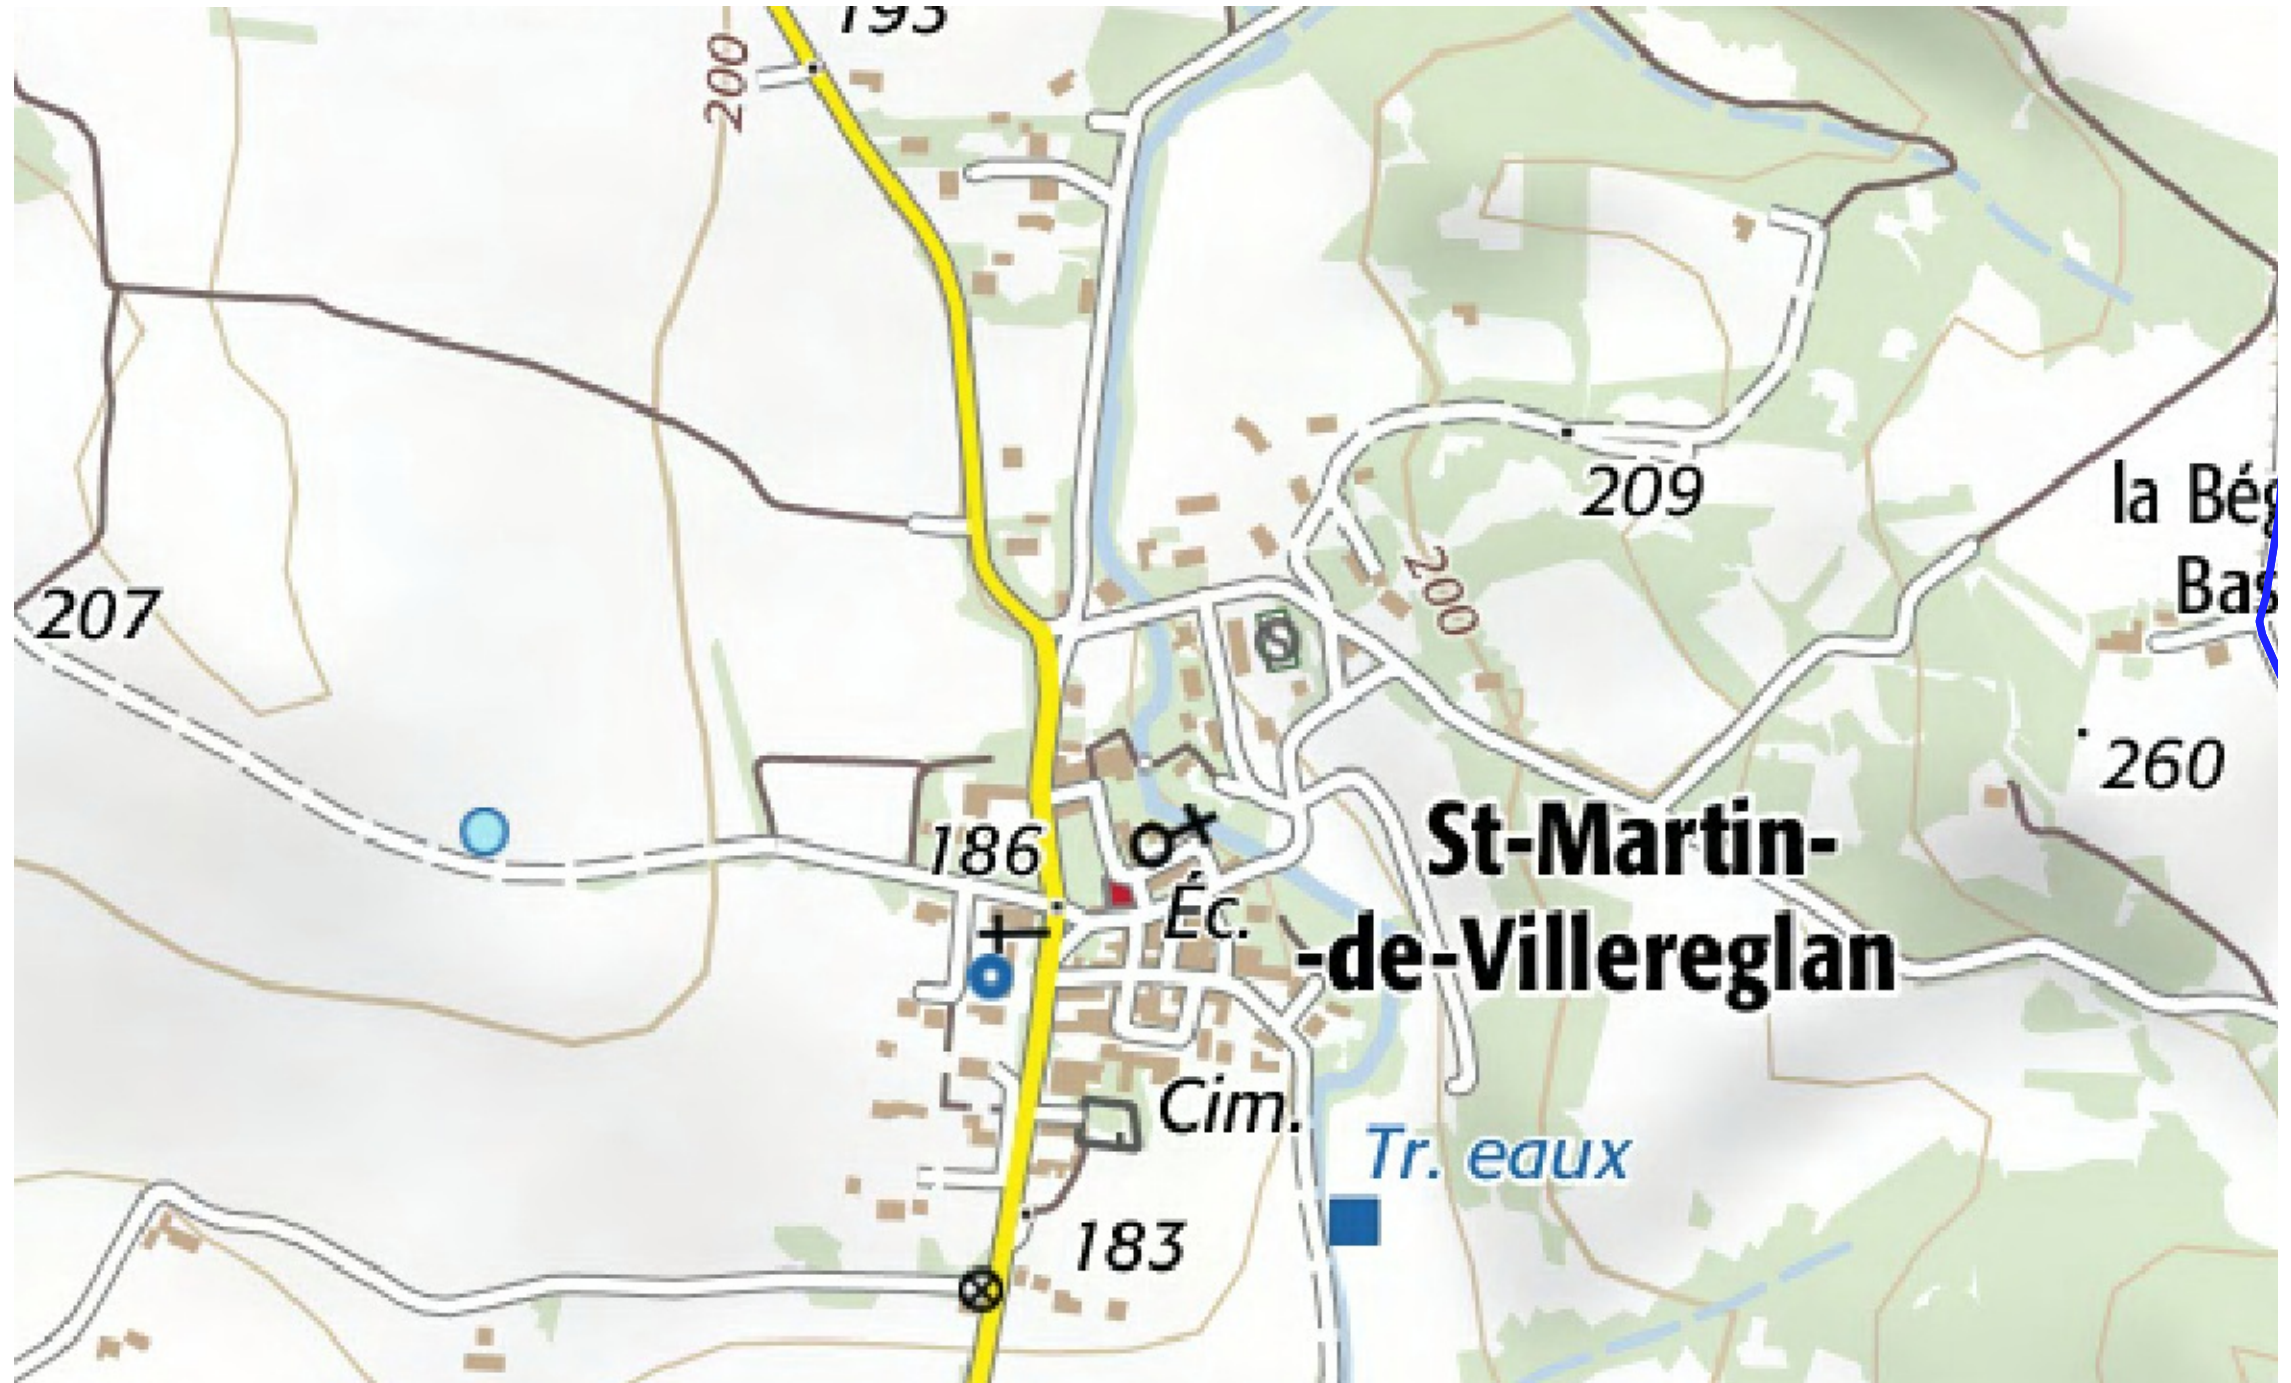 193
200
la Bég
209
200
Bas
207
260
St-Martin-
186
Éc.
-de-Villereglan
Cim.
Tr. eaux
183